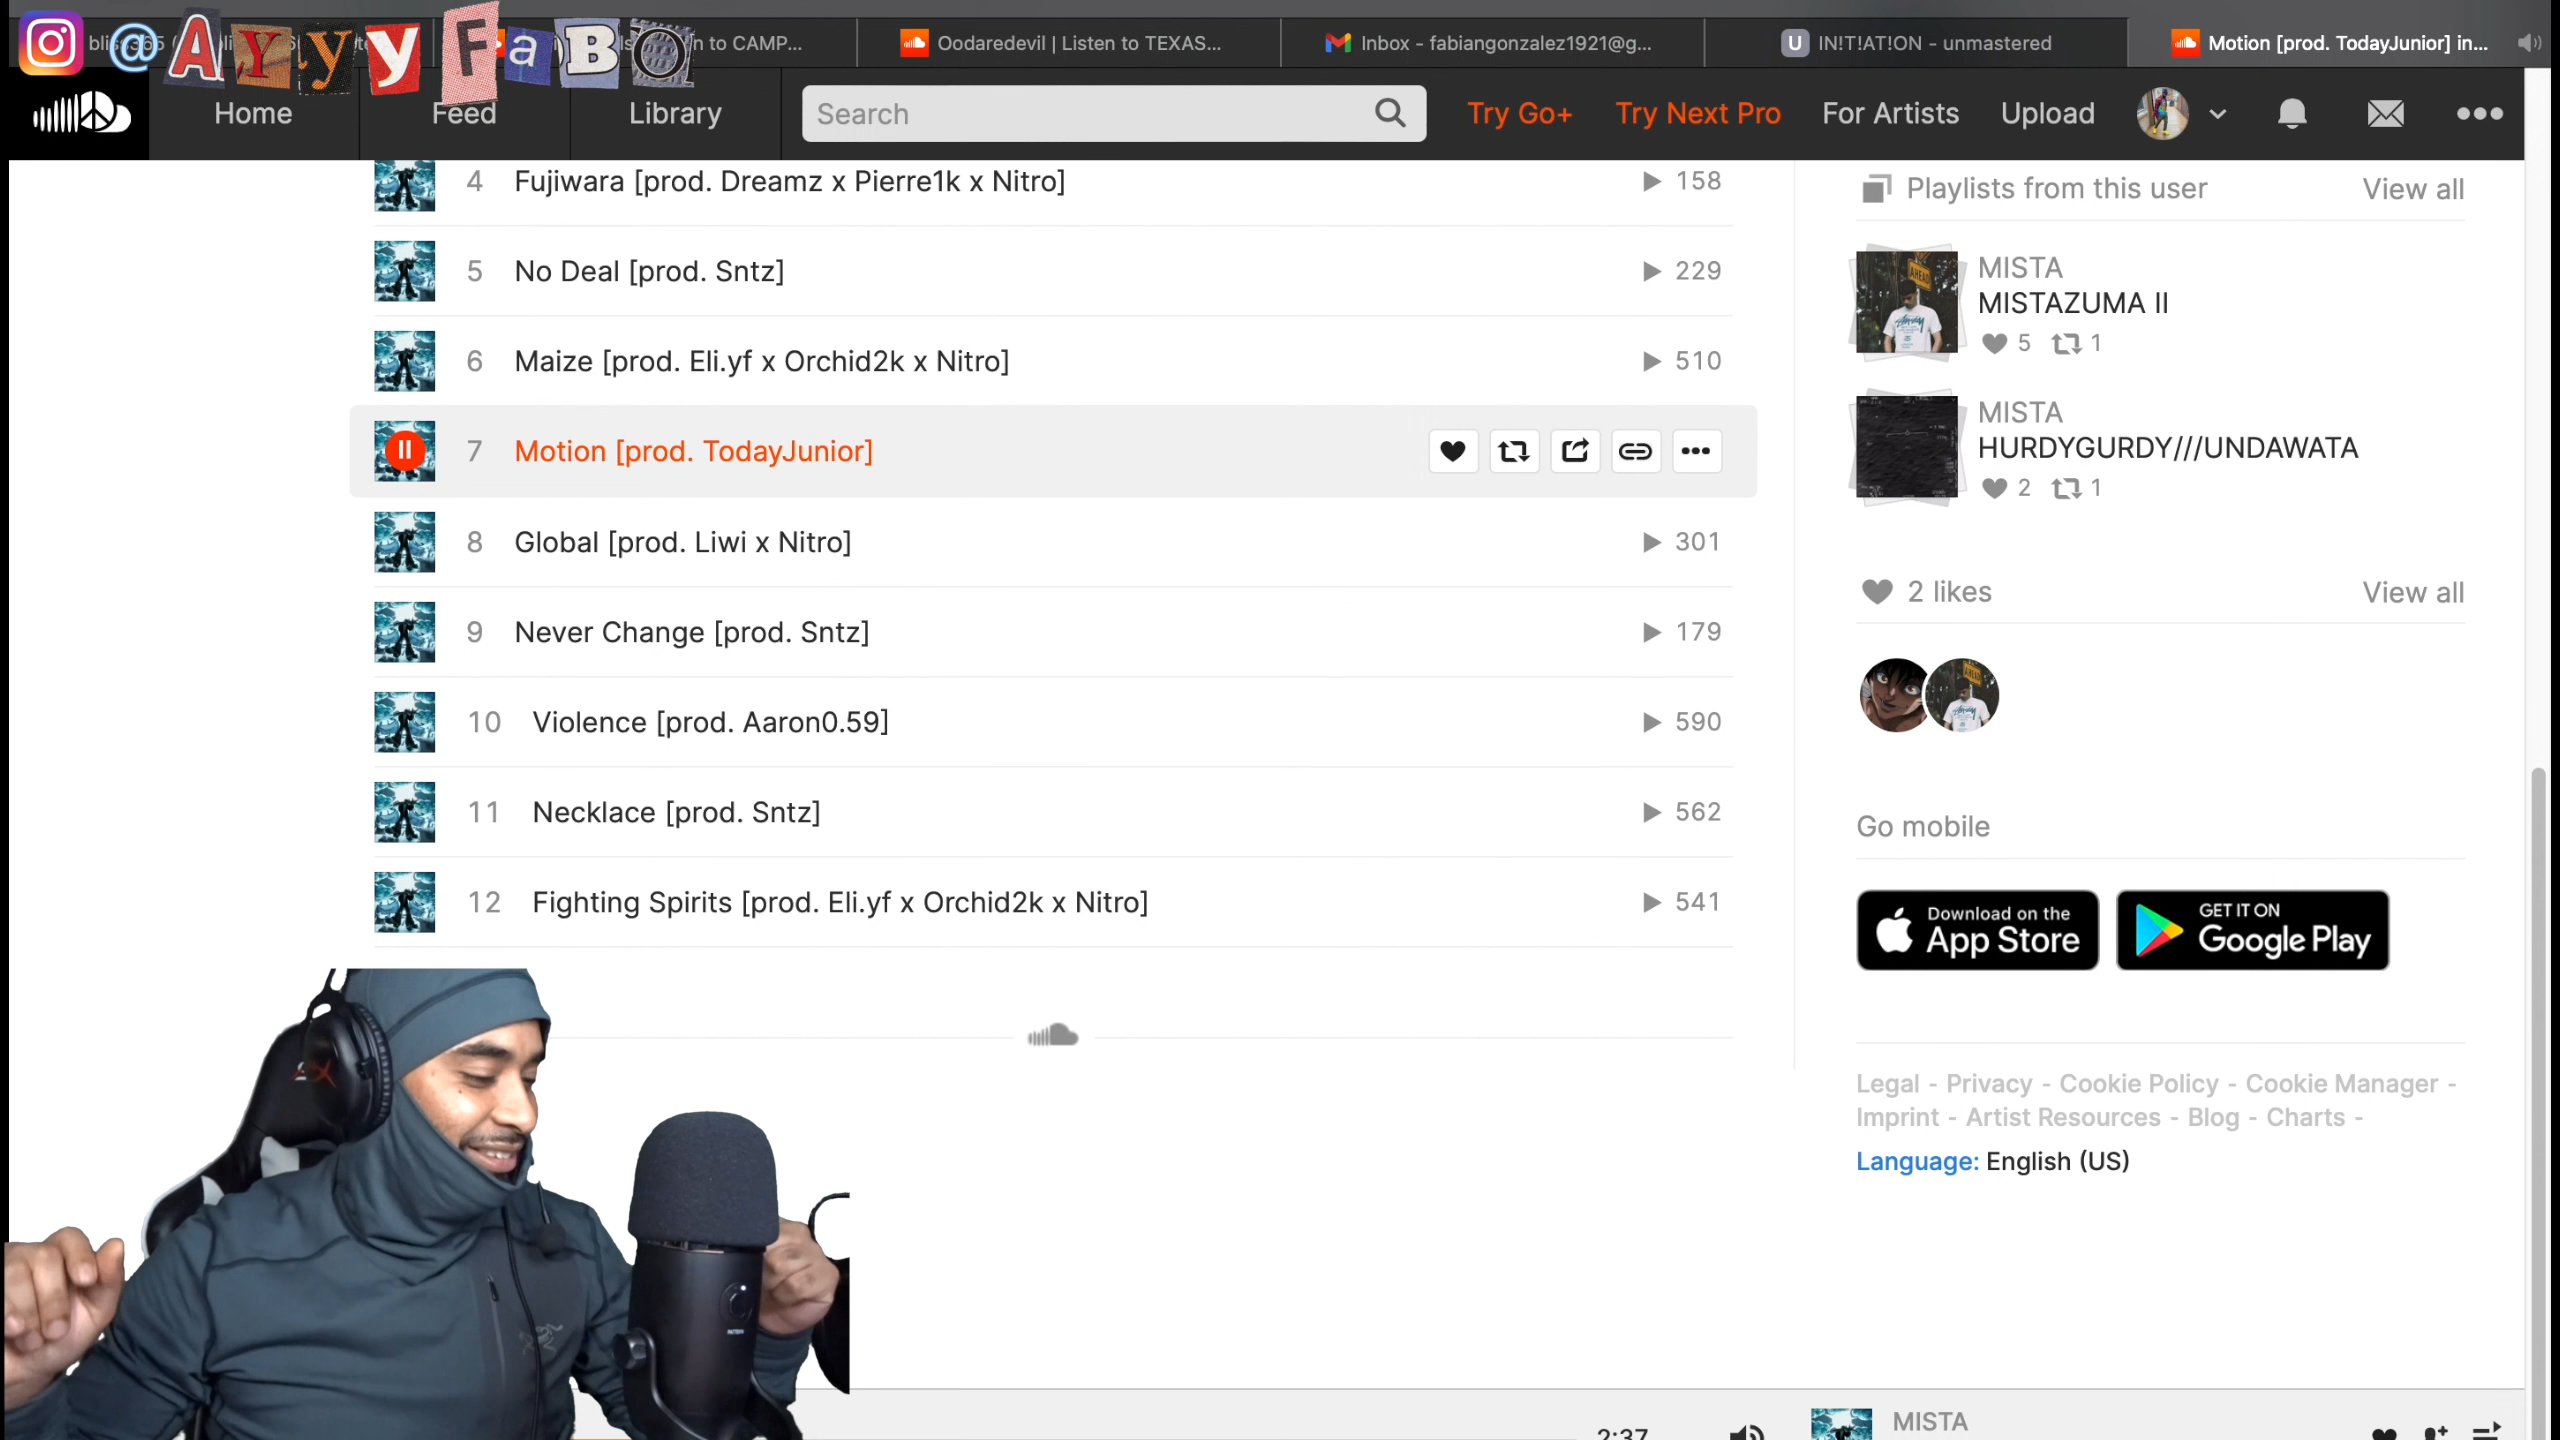 @AYyyFaBO
n to CAMP...
Oodaredevil | Listen to TEXAS...
Inbox - fabiangonzalez1921@g...
U IN!T!AT!ON - unmastered
Motion [prod. TodayJunior] in...
Home
Feed
Library
Search
Try Go+
Try Next Pro
For Artists
Upload
4 Fujiwara [prod. Dreamz x Pierre1k x Nitro] 158
5 No Deal [prod. Sntz] 229
6 Maize [prod. Eli.yf x Orchid2k x Nitro] 510
7 Motion [prod. TodayJunior]
8 Global [prod. Liwi x Nitro] 301
9 Never Change [prod. Sntz] 179
10 Violence [prod. Aaron0.59] 590
11 Necklace [prod. Sntz] 562
12 Fighting Spirits [prod. Eli.yf x Orchid2k x Nitro] 541
Playlists from this user View all
MISTA
MISTAZUMA II
5 1
MISTA
HURDYGURDY///UNDAWATA
2 1
2 likes View all
Go mobile
Download on the
App Store
GET IT ON
Google Play
Legal - Privacy - Cookie Policy - Cookie Manager -
Imprint - Artist Resources - Blog - Charts -
Language: English (US)
2:37
MISTA